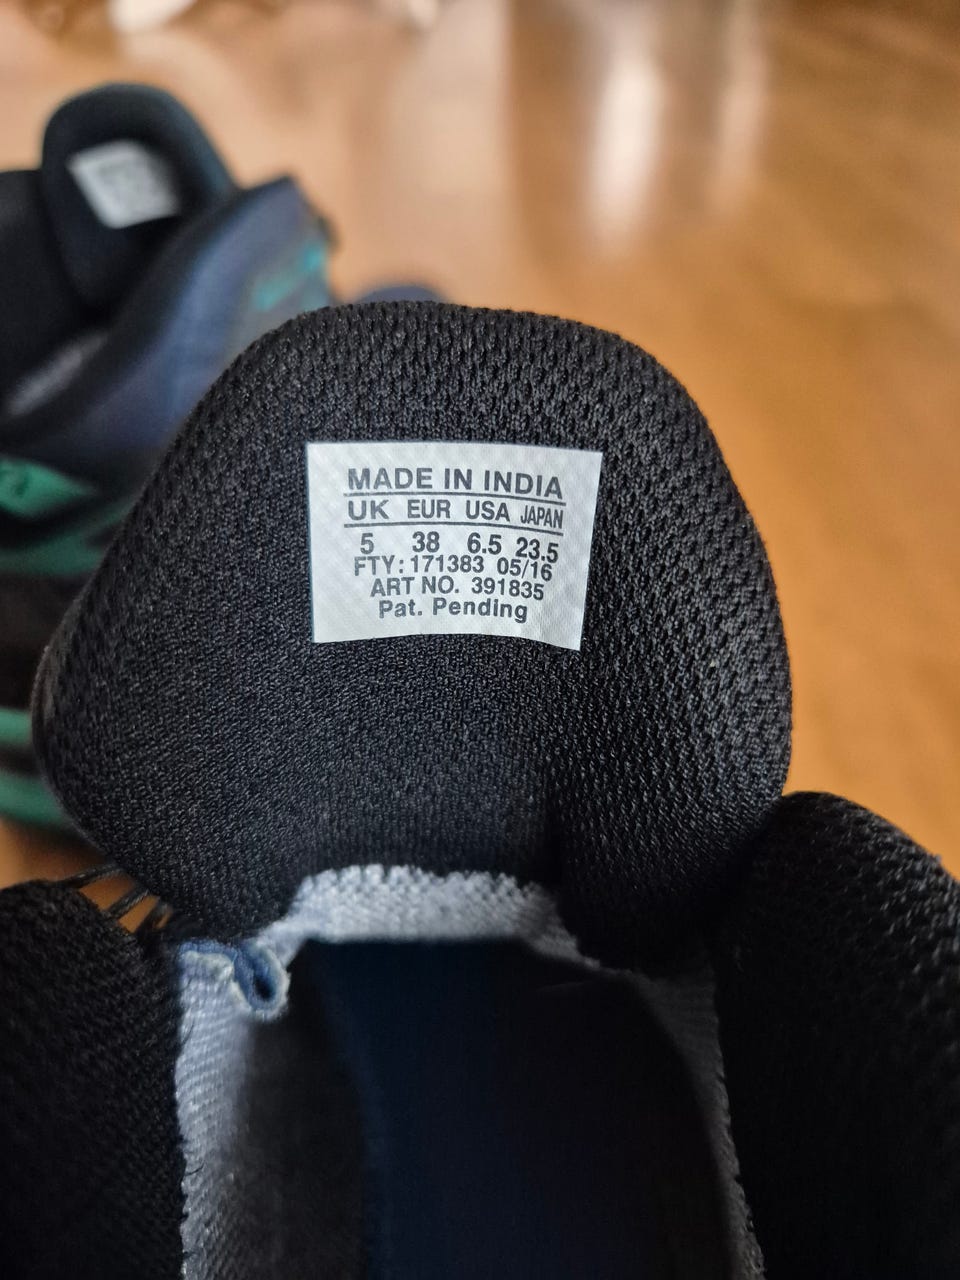 MADE IN INDIA
UK EUR USA JAPAN
5 38 6.5 23.5
FTY: 171383 05/16
ART NO. 391835
Pat. Pending